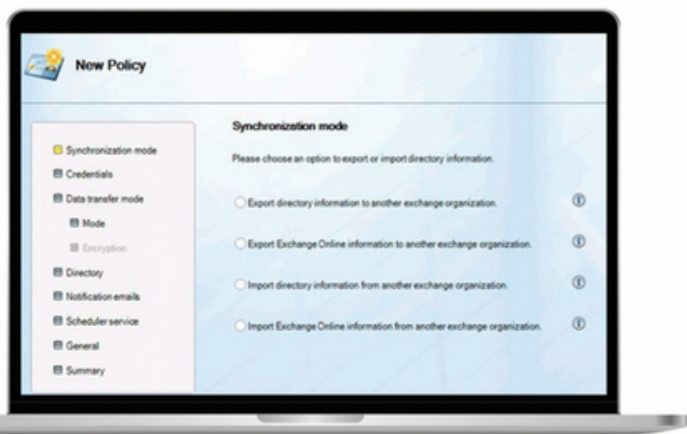 New Policy
Synchronization mode
Credentials
Data transfer mode
Mode
Encryption
Directory
Notification emails
Scheduler service
General
Summary
Synchronization mode
Please choose an option to export or import directory information.
Export directory information to another exchange organization.
Export Exchange Online information to another exchange organization.
Import directory information from another exchange organization.
Import Exchange Online information from another exchange organization.